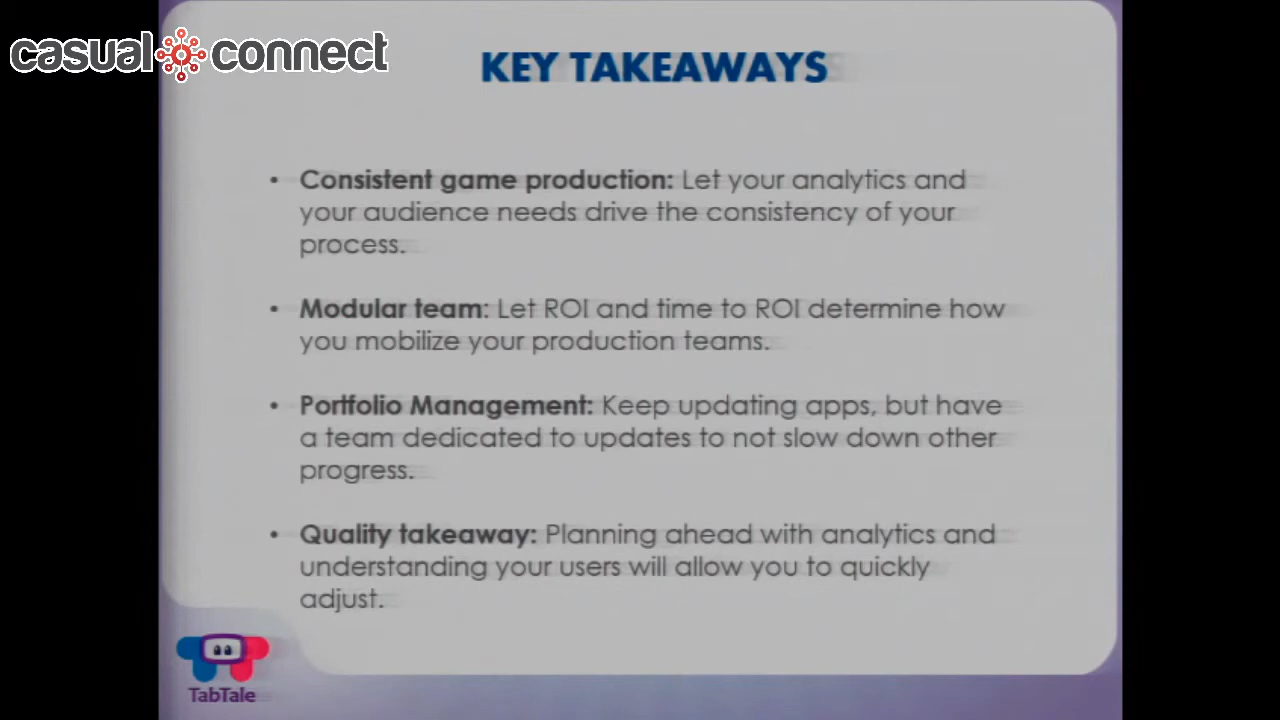 casual connect
KEY TAKEAWAYS
• Consistent game production: Let your analytics and
your audience needs drive the consistency of your
process.
• Modular team: Let ROI and time to ROI determine how
you mobilize your production teams.
• Portfolio Management: Keep updating apps, but have
a team dedicated to updates to not slow down other
progress.
• Quality takeaway: Planning ahead with analytics and
understanding your users will allow you to quickly
adjust.
TabTale